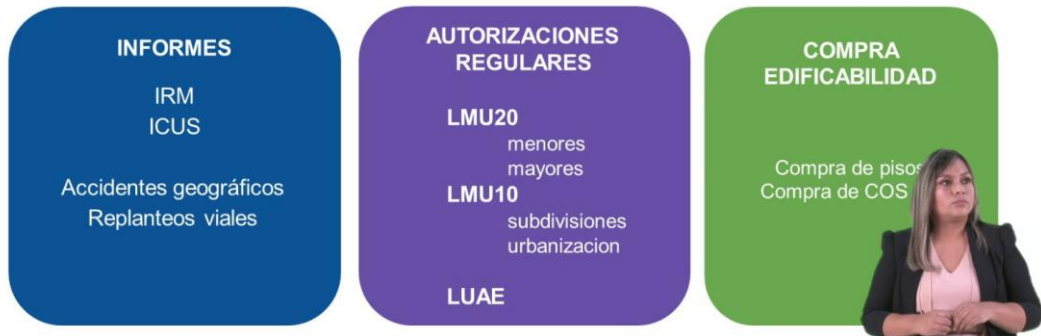 INFORMES
IRM
ICUS
Accidentes geográficos
Replanteos viales
AUTORIZACIONES
REGULARES
LMU20
menores
mayores
LMU10
subdivisiones
urbanizacion
LUAE
COMPRA
EDIFICABILIDAD
Compra de pisos
Compra de COS